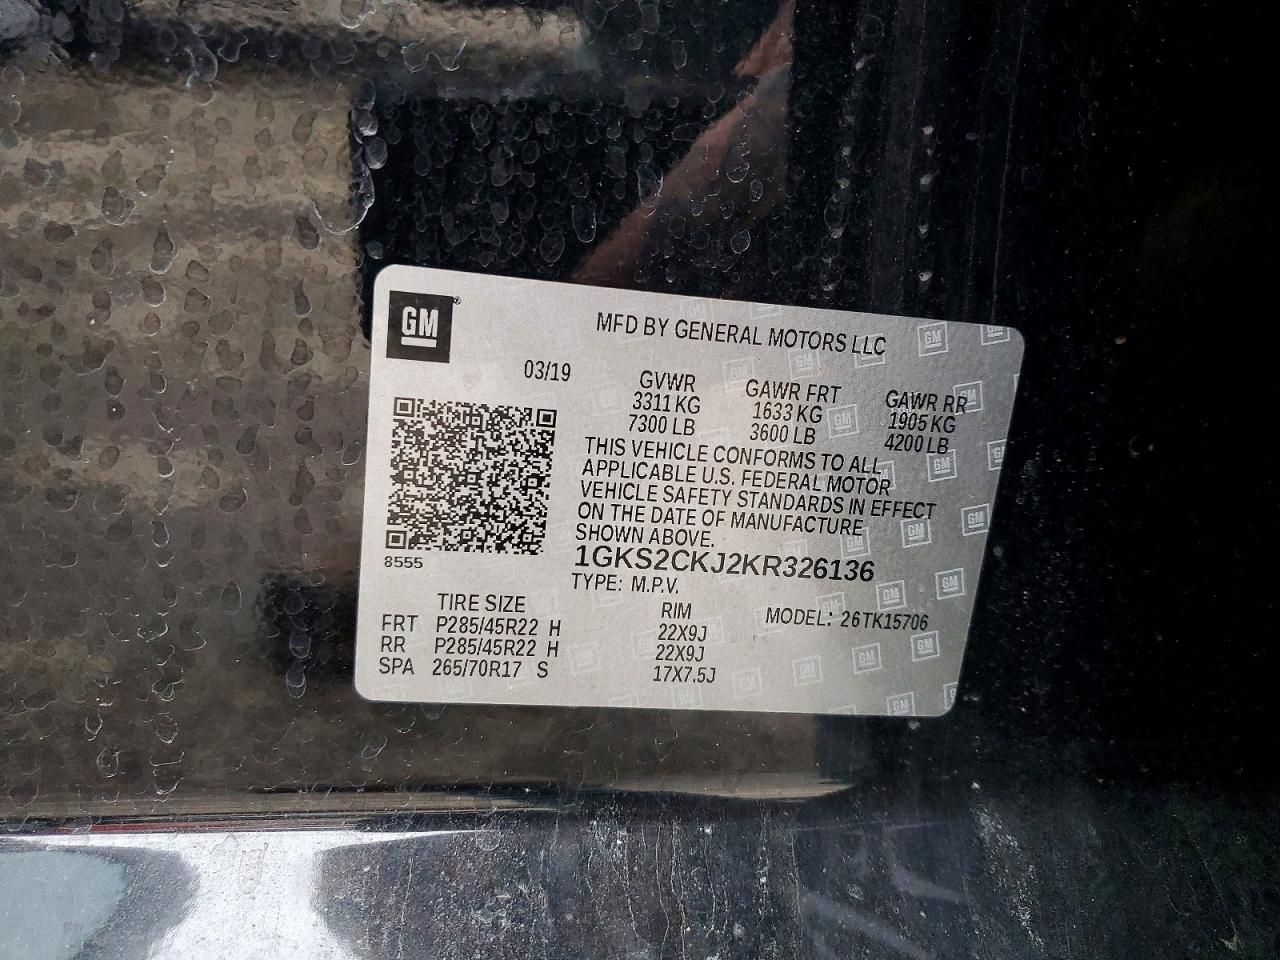 GM
MFD BY GENERAL MOTORS LLC
03/19
GVWR GAWR FRT GAWR RR
3311 KG 1633 KG 1905 KG
7300 LB 3600 LB 4200 LB
THIS VEHICLE CONFORMS TO ALL
APPLICABLE U.S. FEDERAL MOTOR
VEHICLE SAFETY STANDARDS IN EFFECT
ON THE DATE OF MANUFACTURE
SHOWN ABOVE.
8555
1GKS2CKJ2KR326136
TYPE: M.P.V.
TIRE SIZE RIM MODEL: 26TK15706
FRT P285/45R22 H 22X9J
RR P285/45R22 H 22X9J
SPA 265/70R17 S 17X7.5J